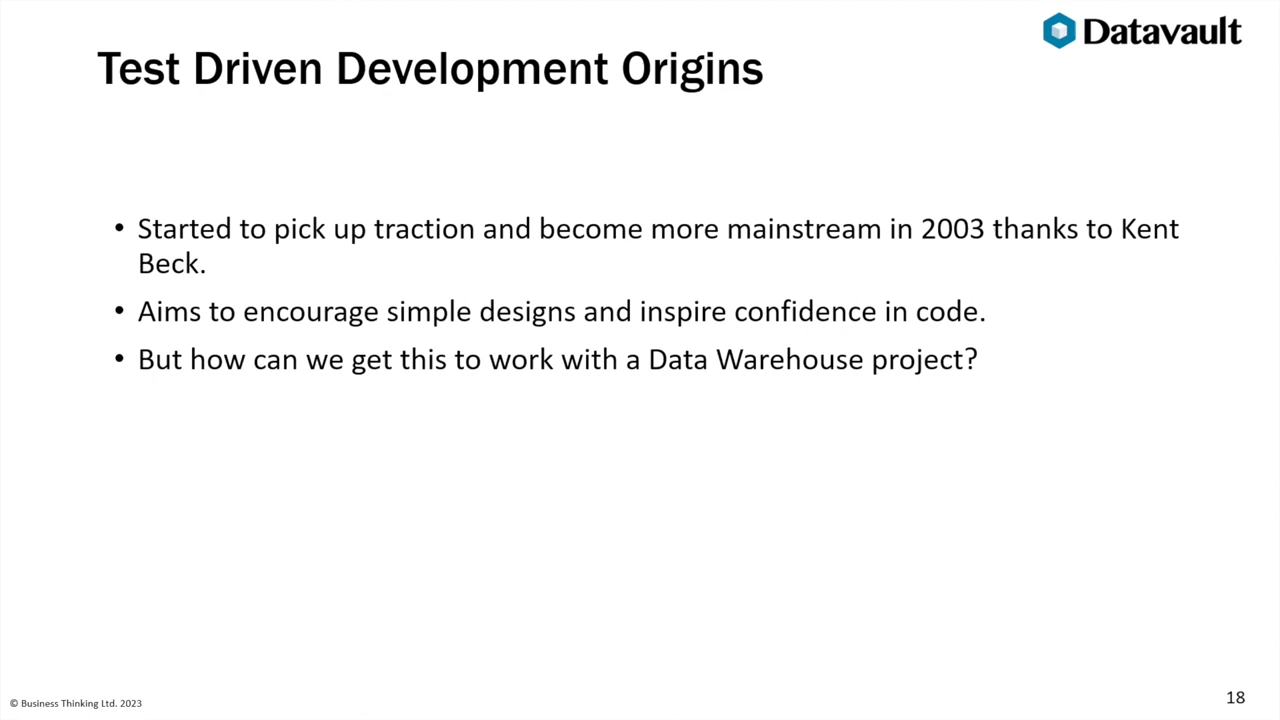 Datavault
Test Driven Development Origins
• Started to pick up traction and become more mainstream in 2003 thanks to Kent
Beck.
• Aims to encourage simple designs and inspire confidence in code.
• But how can we get this to work with a Data Warehouse project?
© Business Thinking Ltd. 2023
18